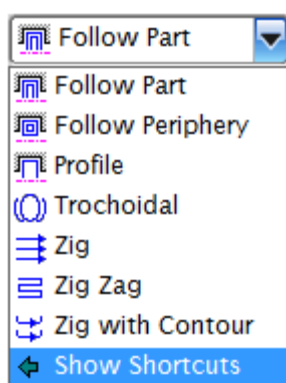 Follow Part
Follow Part
Follow Periphery
Profile
Trochoidal
Zig
Zig Zag
Zig with Contour
Show Shortcuts